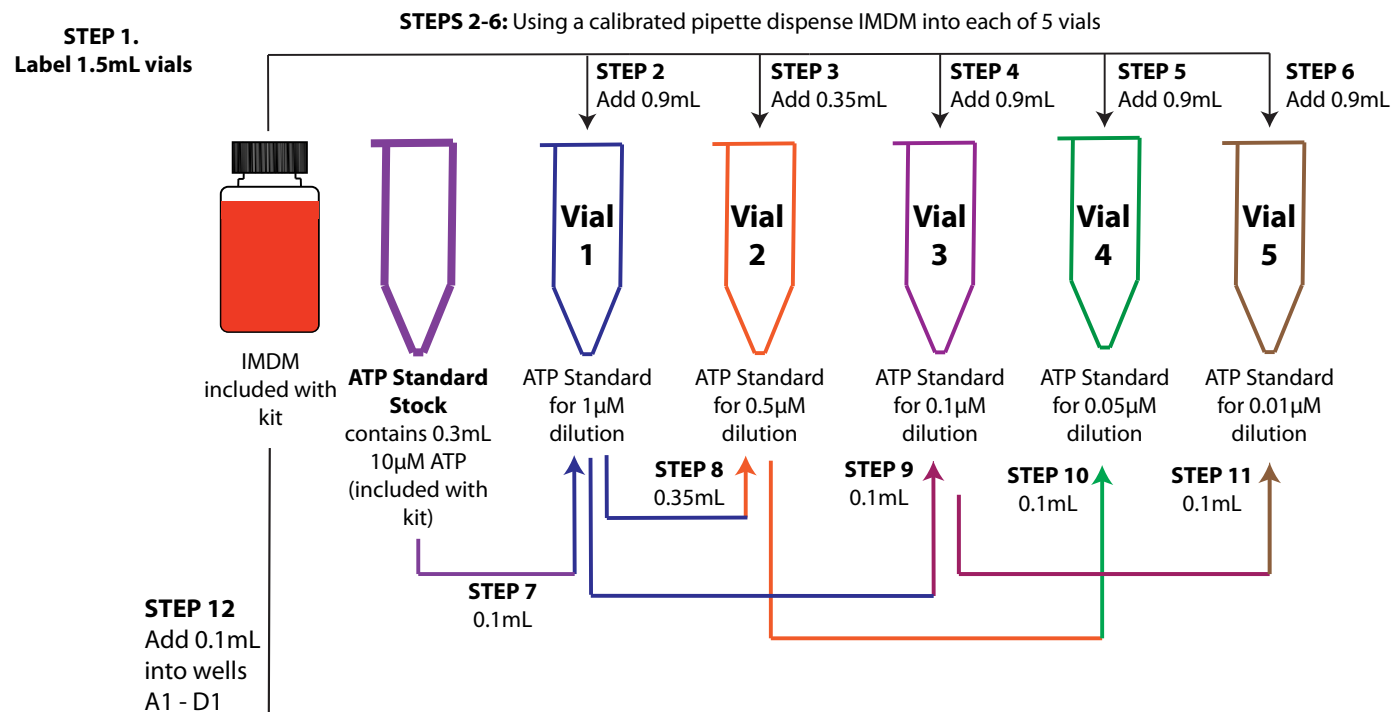 STEP 1.
Label 1.5mL vials
STEPS 2-6: Using a calibrated pipette dispense IMDM into each of 5 vials
STEP 2
Add 0.9mL
STEP 3
Add 0.35mL
STEP 4
Add 0.9mL
STEP 5
Add 0.9mL
STEP 6
Add 0.9mL
Vial
1
Vial
2
Vial
3
Vial
4
Vial
5
IMDM
included with
kit
ATP Standard
Stock
contains 0.3mL
10µM ATP
(included with
kit)
ATP Standard
for 1µM
dilution
ATP Standard
for 0.5µM
dilution
ATP Standard
for 0.1µM
dilution
ATP Standard
for 0.05µM
dilution
ATP Standard
for 0.01µM
dilution
STEP 8
0.35mL
STEP 9
0.1mL
STEP 10
0.1mL
STEP 11
0.1mL
STEP 7
0.1mL
STEP 12
Add 0.1mL
into wells
A1 - D1